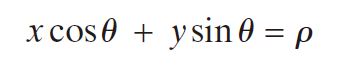 x cos θ + y sin θ = ρ